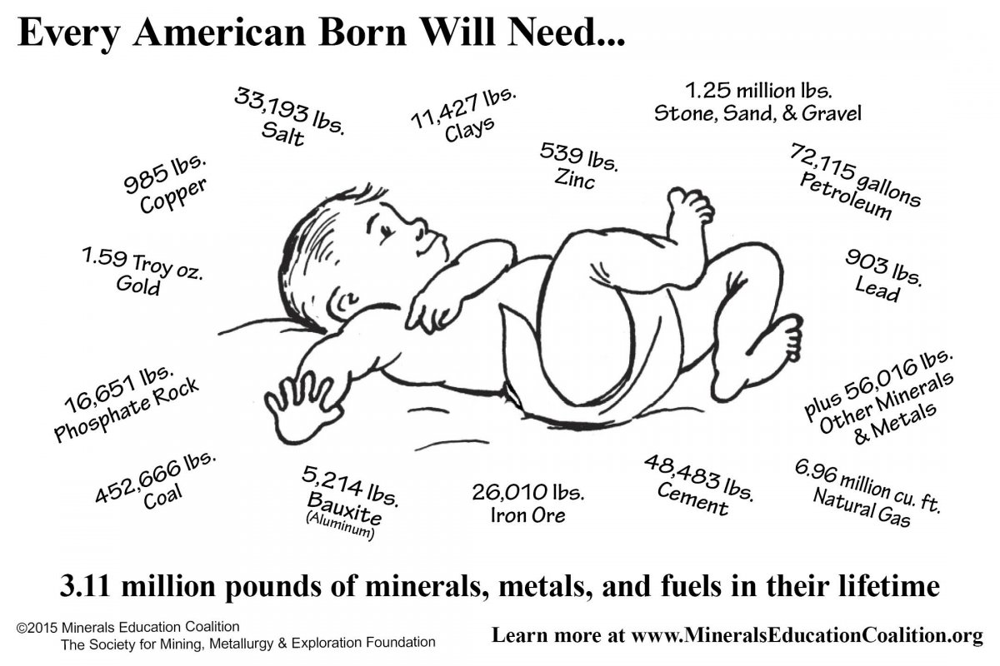 Every American Born Will Need...
33,193 lbs.
Salt
11,427 lbs.
Clays
1.25 million lbs.
Stone, Sand, & Gravel
985 lbs.
Copper
539 lbs.
Zinc
72,115 gallons
Petroleum
1.59 Troy oz.
Gold
903 lbs.
Lead
16,651 lbs.
Phosphate Rock
plus 56,016 lbs.
Other Minerals
& Metals
452,666 lbs.
Coal
5,214 lbs.
Bauxite
(Aluminum)
26,010 lbs.
Iron Ore
48,483 lbs.
Cement
6.96 million cu. ft.
Natural Gas
3.11 million pounds of minerals, metals, and fuels in their lifetime
©2015 Minerals Education Coalition
The Society for Mining, Metallurgy & Exploration Foundation
Learn more at www.MineralsEducationCoalition.org